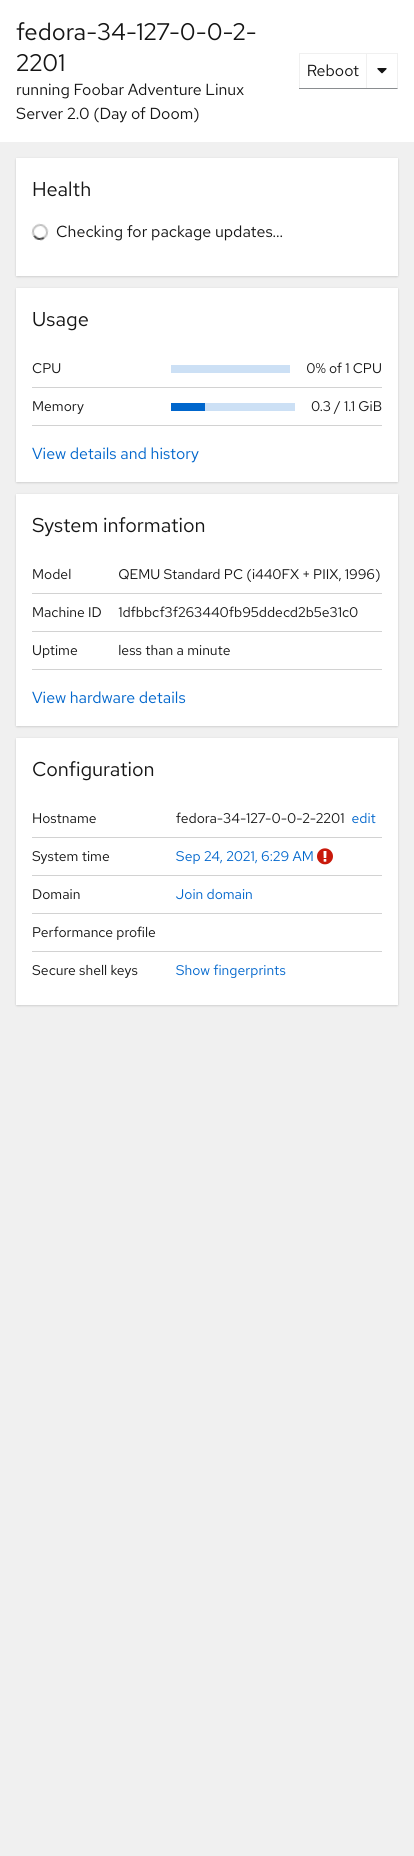 fedora-34-127-0-0-2-
2201
running Foobar Adventure Linux
Server 2.0 (Day of Doom)
Reboot
Health
Checking for package updates...
Usage
CPU 0% of 1 CPU
Memory 0.3 / 1.1 GiB
View details and history
System information
Model QEMU Standard PC (i440FX + PIIX, 1996)
Machine ID 1dfbbcf3f263440fb95ddecd2b5e31c0
Uptime less than a minute
View hardware details
Configuration
Hostname fedora-34-127-0-0-2-2201 edit
System time Sep 24, 2021, 6:29 AM
Domain Join domain
Performance profile
Secure shell keys Show fingerprints